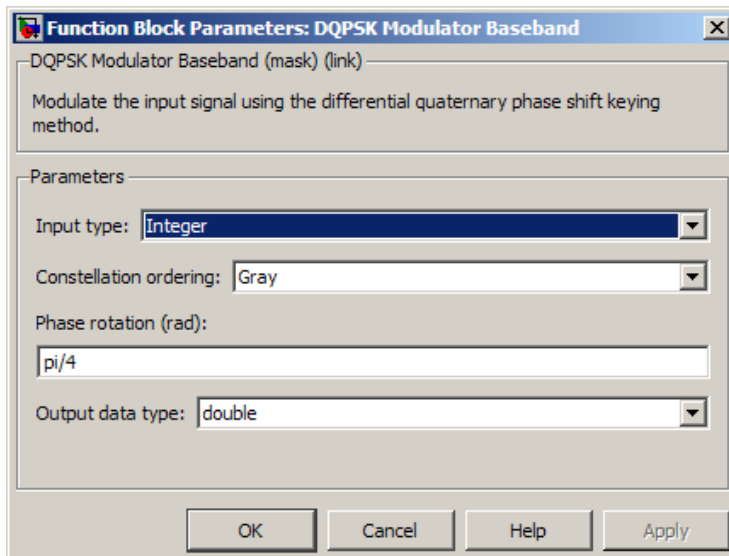 Function Block Parameters: DQPSK Modulator Baseband
DQPSK Modulator Baseband (mask) (link)
Modulate the input signal using the differential quaternary phase shift keying
method.
Parameters
Input type: Integer
Constellation ordering: Gray
Phase rotation (rad):
pi/4
Output data type: double
OK Cancel Help Apply